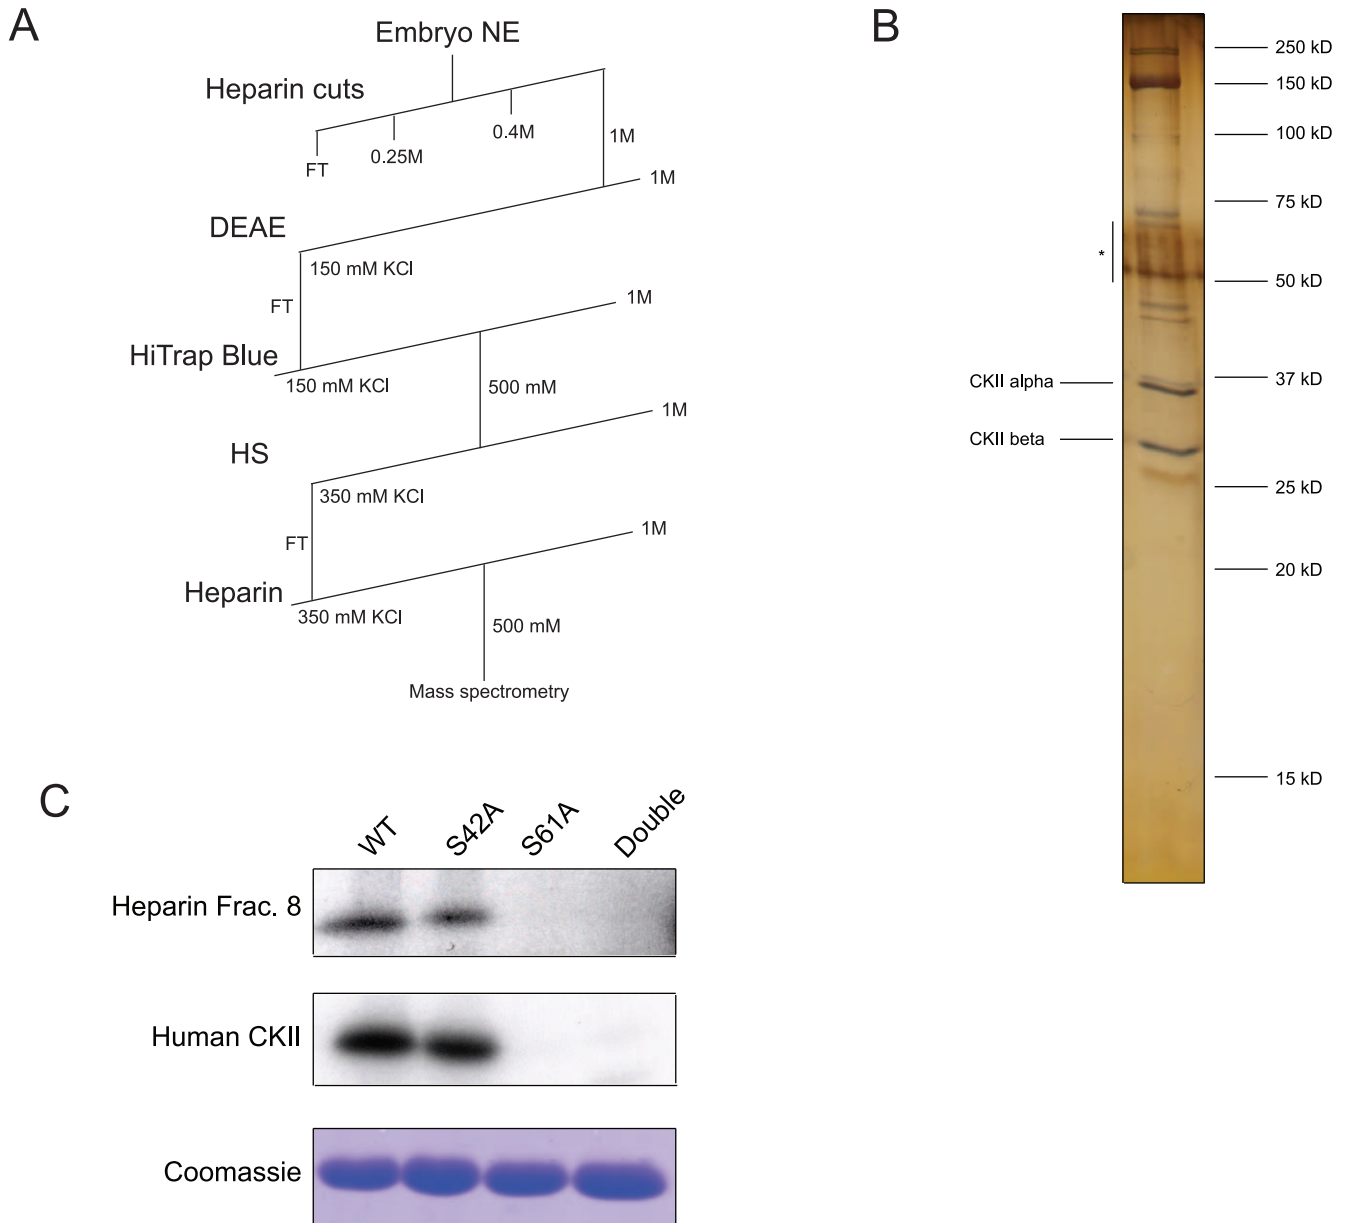 A
Embryo NE
Heparin cuts
FT
0.25M
0.4M
1M
1M
DEAE
150 mM KCl
FT
1M
HiTrap Blue
150 mM KCl
500 mM
1M
HS
350 mM KCl
FT
1M
Heparin
350 mM KCl
500 mM
Mass spectrometry
B
250 kD
150 kD
100 kD
75 kD
*
50 kD
CKII alpha
37 kD
CKII beta
25 kD
20 kD
15 kD
C
WT
S42A
S61A
Double
Heparin Frac. 8
Human CKII
Coomassie